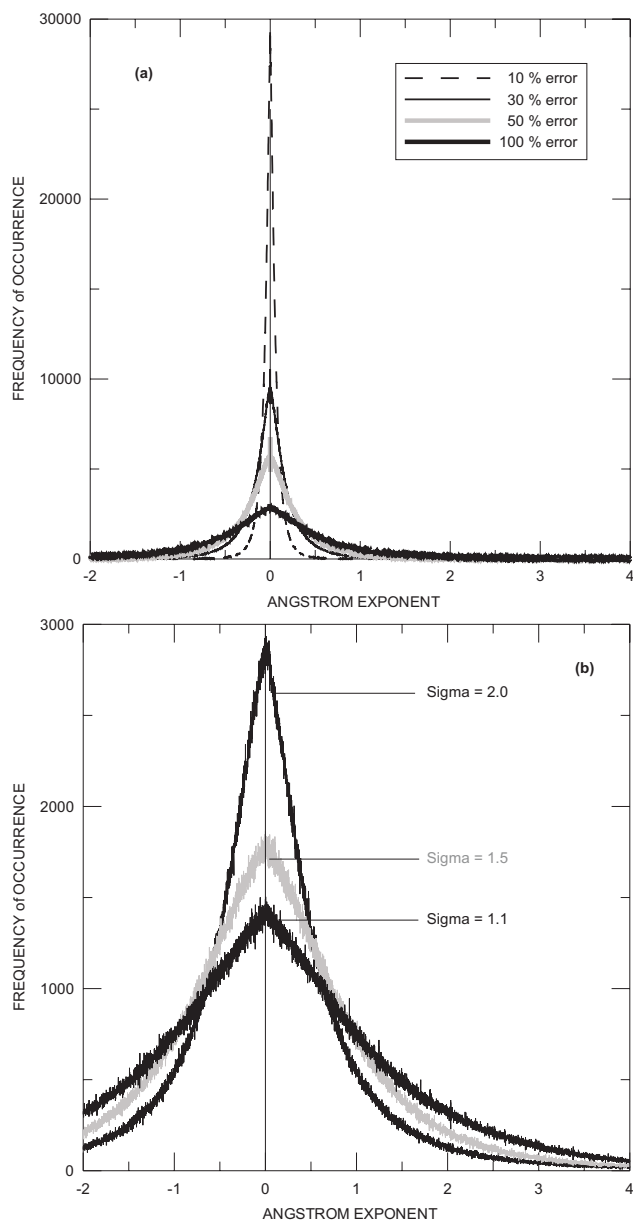 30000
(a)
10 % error
30 % error
50 % error
100 % error
20000
FREQUENCY of OCCURRENCE
10000
0
-2 -1 0 1 2 3 4
ANGSTROM EXPONENT
3000
(b)
Sigma = 2.0
2000
Sigma = 1.5
Sigma = 1.1
FREQUENCY of OCCURRENCE
1000
0
-2 -1 0 1 2 3 4
ANGSTROM EXPONENT